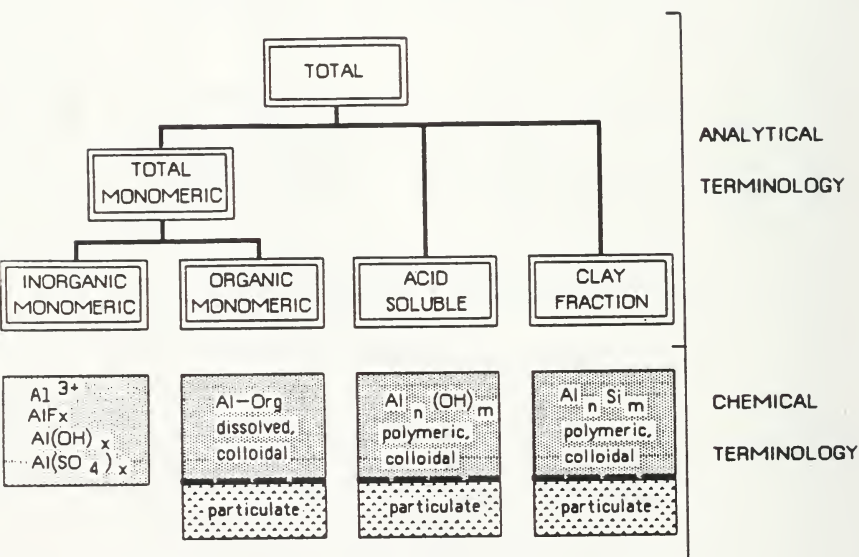 TOTAL
ANALYTICAL
TERMINOLOGY
TOTAL
MONOMERIC
INORGANIC
MONOMERIC
ORGANIC
MONOMERIC
ACID
SOLUBLE
CLAY
FRACTION
Al 3+
AlFx
Al(OH) x
Al(SO 4) x
Al-Org
dissolved,
colloidal
particulate
Al n (OH) m
polymeric,
colloidal
particulate
Al n Si m
polymeric,
colloidal
particulate
CHEMICAL
TERMINOLOGY